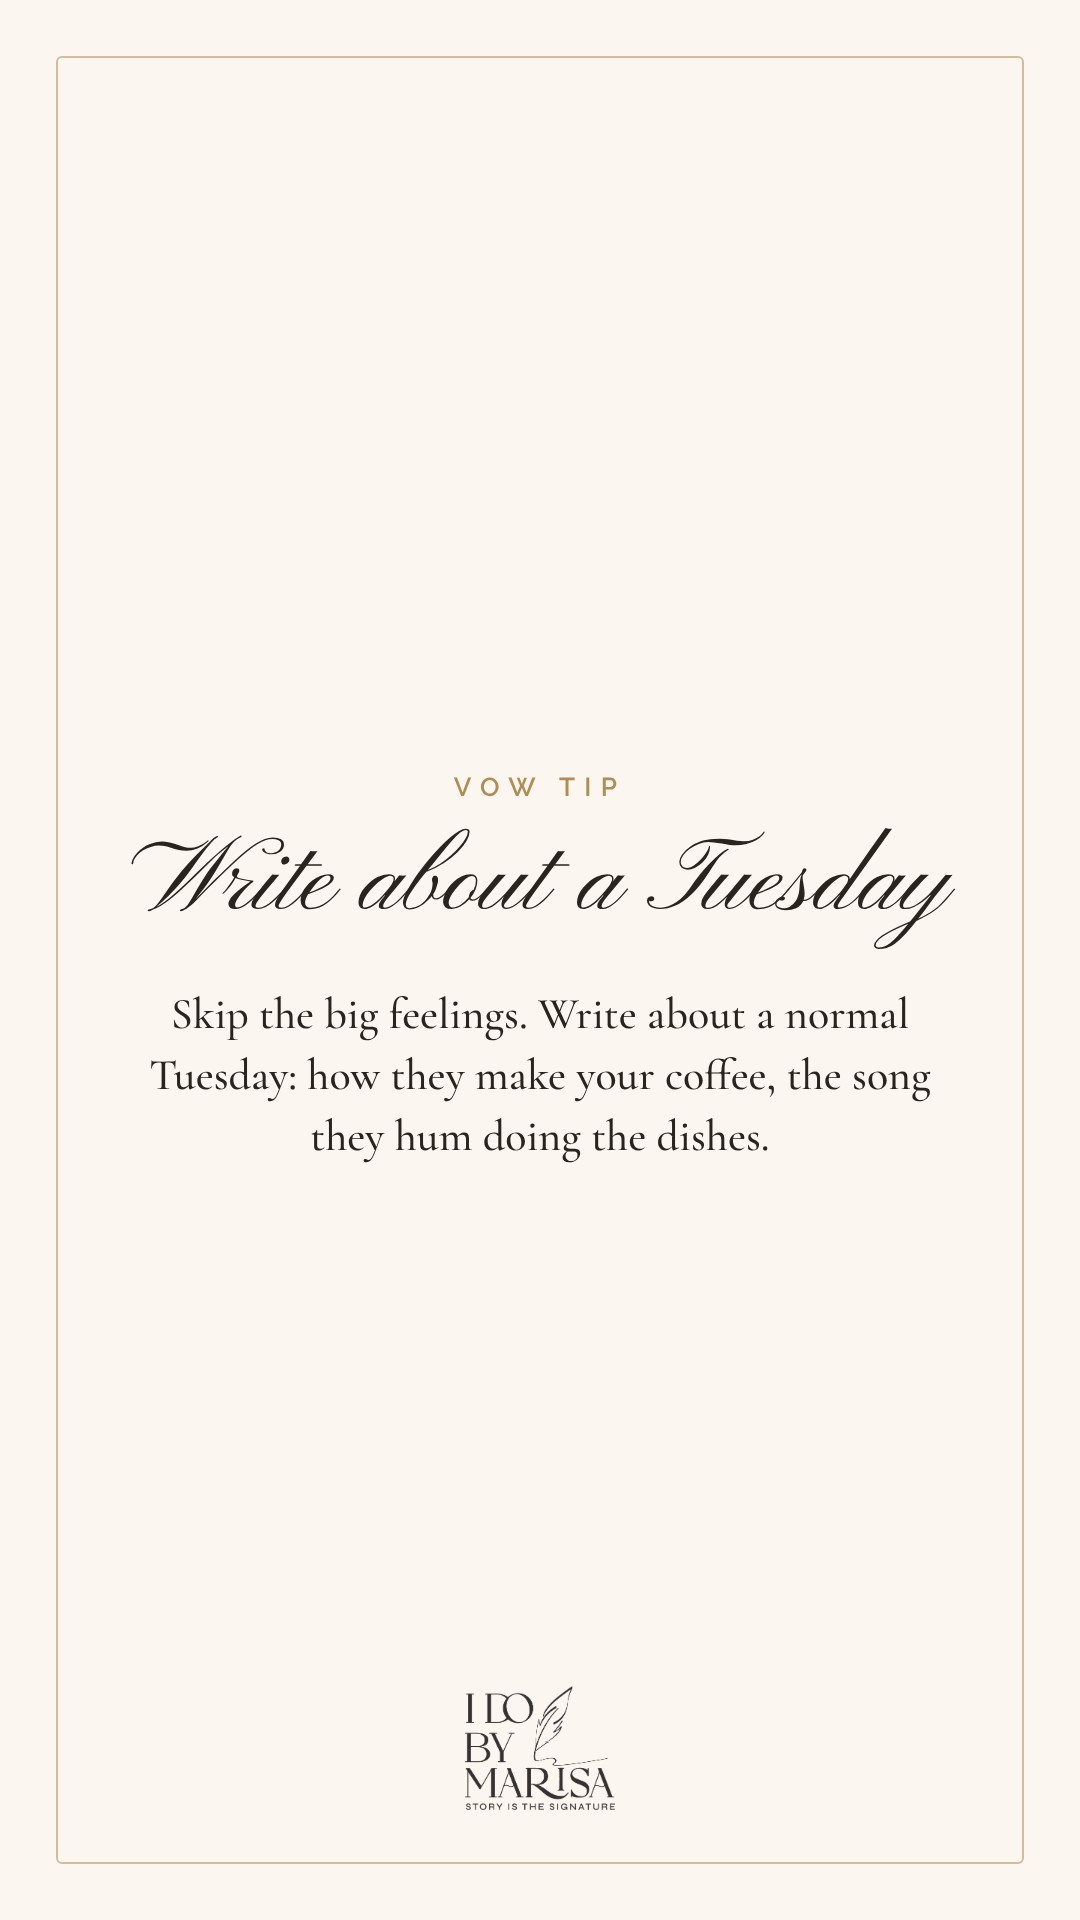 VOW TIP
Write about a Tuesday
Skip the big feelings. Write about a normal
Tuesday: how they make your coffee, the song
they hum doing the dishes.
I DO
BY
MARISA
STORY IS THE SIGNATURE